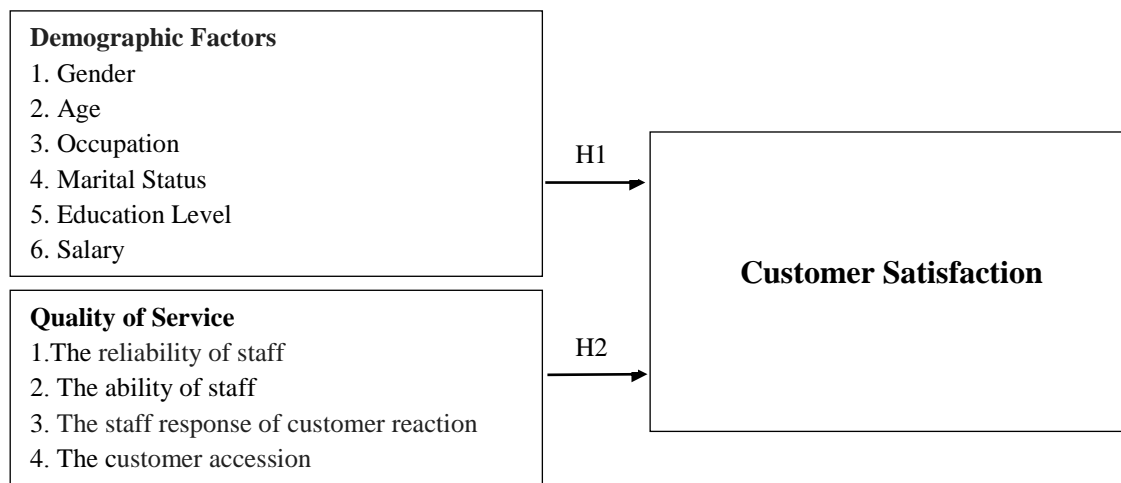 Demographic Factors
1. Gender
2. Age
3. Occupation
4. Marital Status
5. Education Level
6. Salary
H1
Customer Satisfaction
Quality of Service
1.The reliability of staff
2. The ability of staff
3. The staff response of customer reaction
4. The customer accession
H2